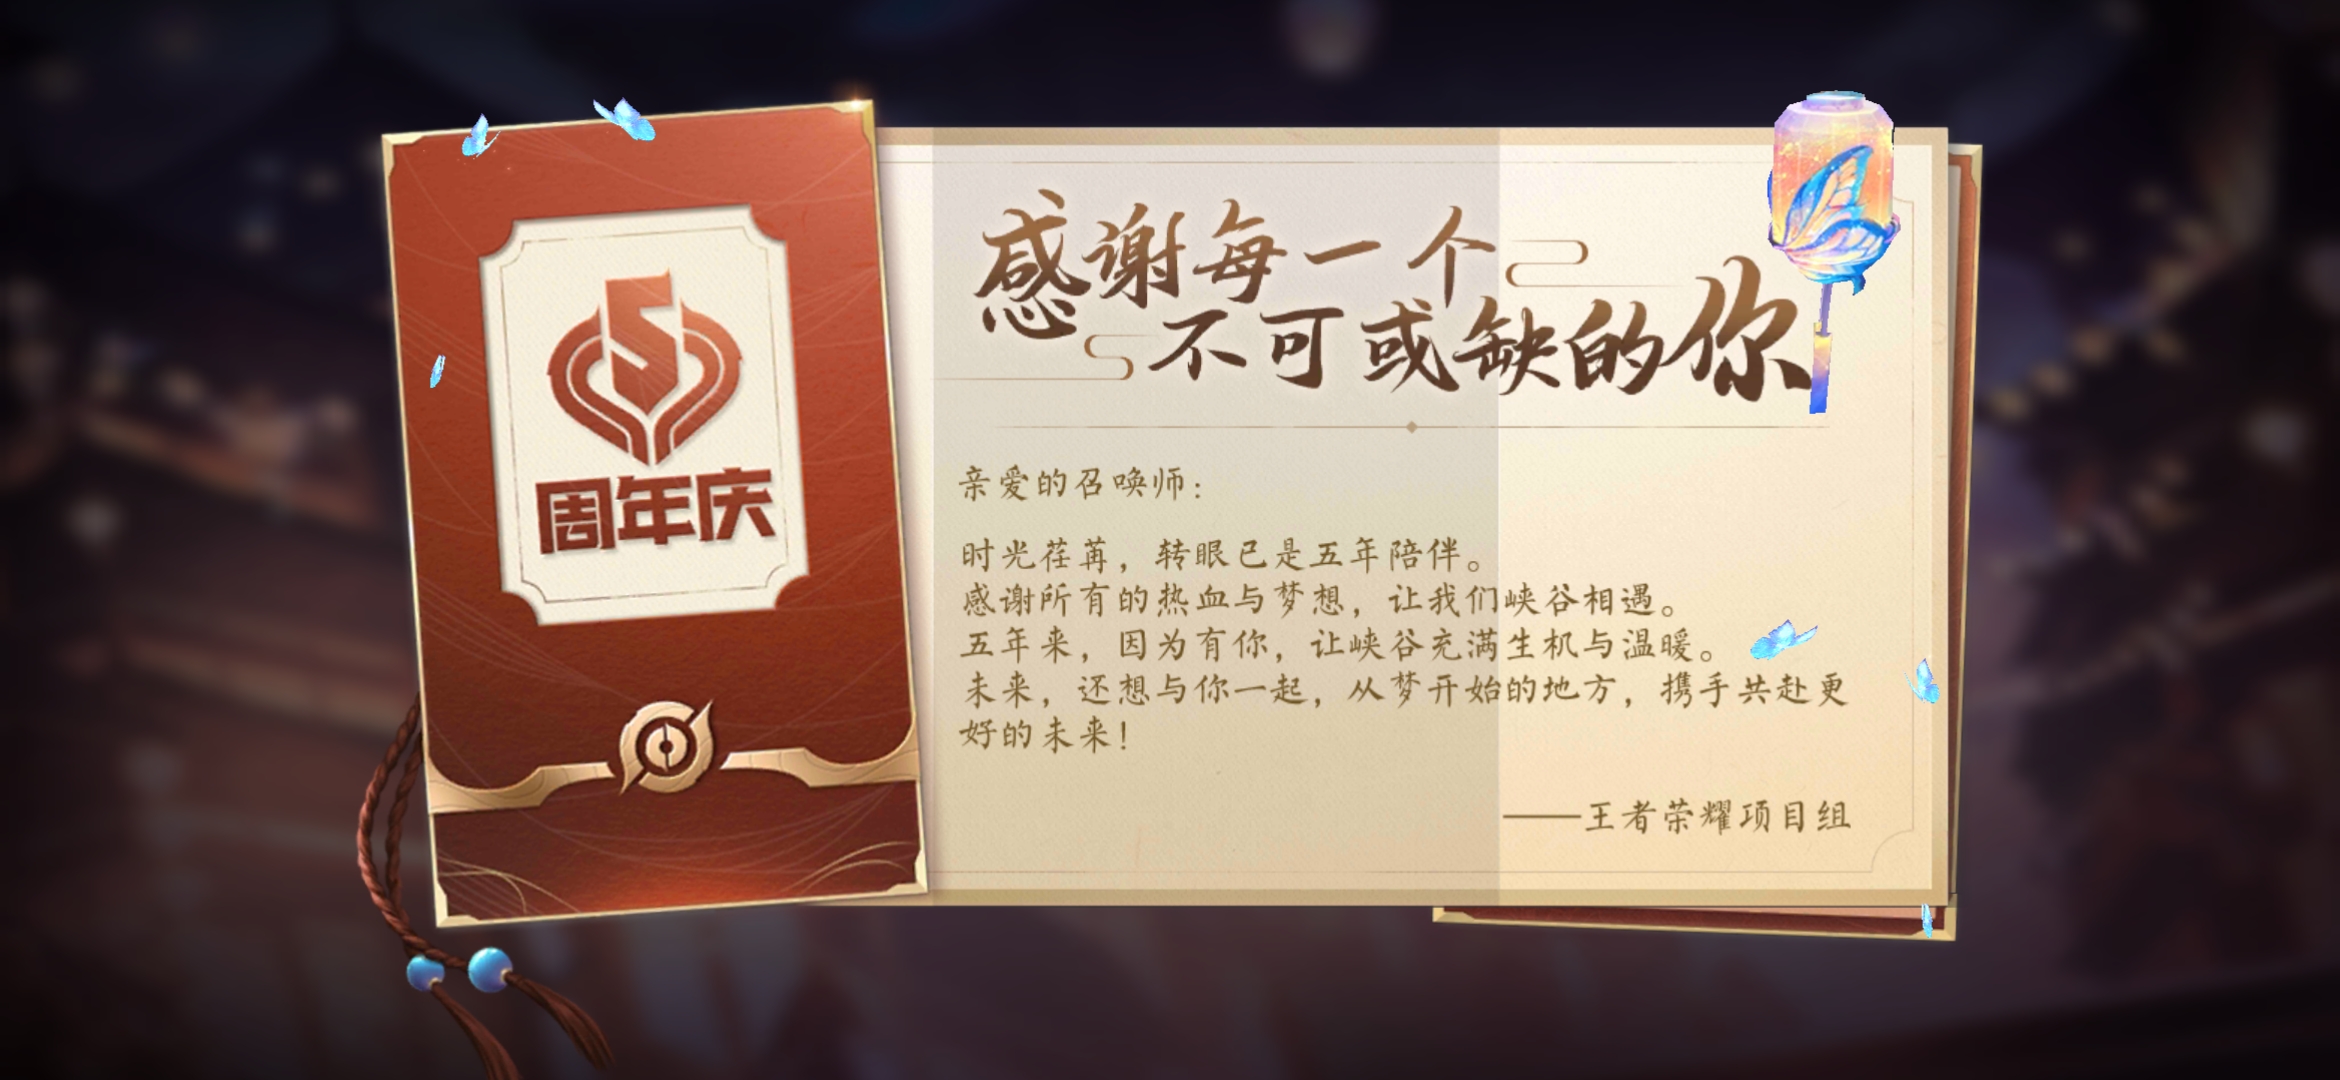 5
周年庆
感谢每一个
不可或缺的你
亲爱的召唤师：
时光荏苒，转眼已是五年陪伴。
感谢所有的热血与梦想，让我们峡谷相遇。
五年来，因为有你，让峡谷充满生机与温暖。
未来，还想与你一起，从梦开始的地方，携手共赴更
好的未来！
——王者荣耀项目组